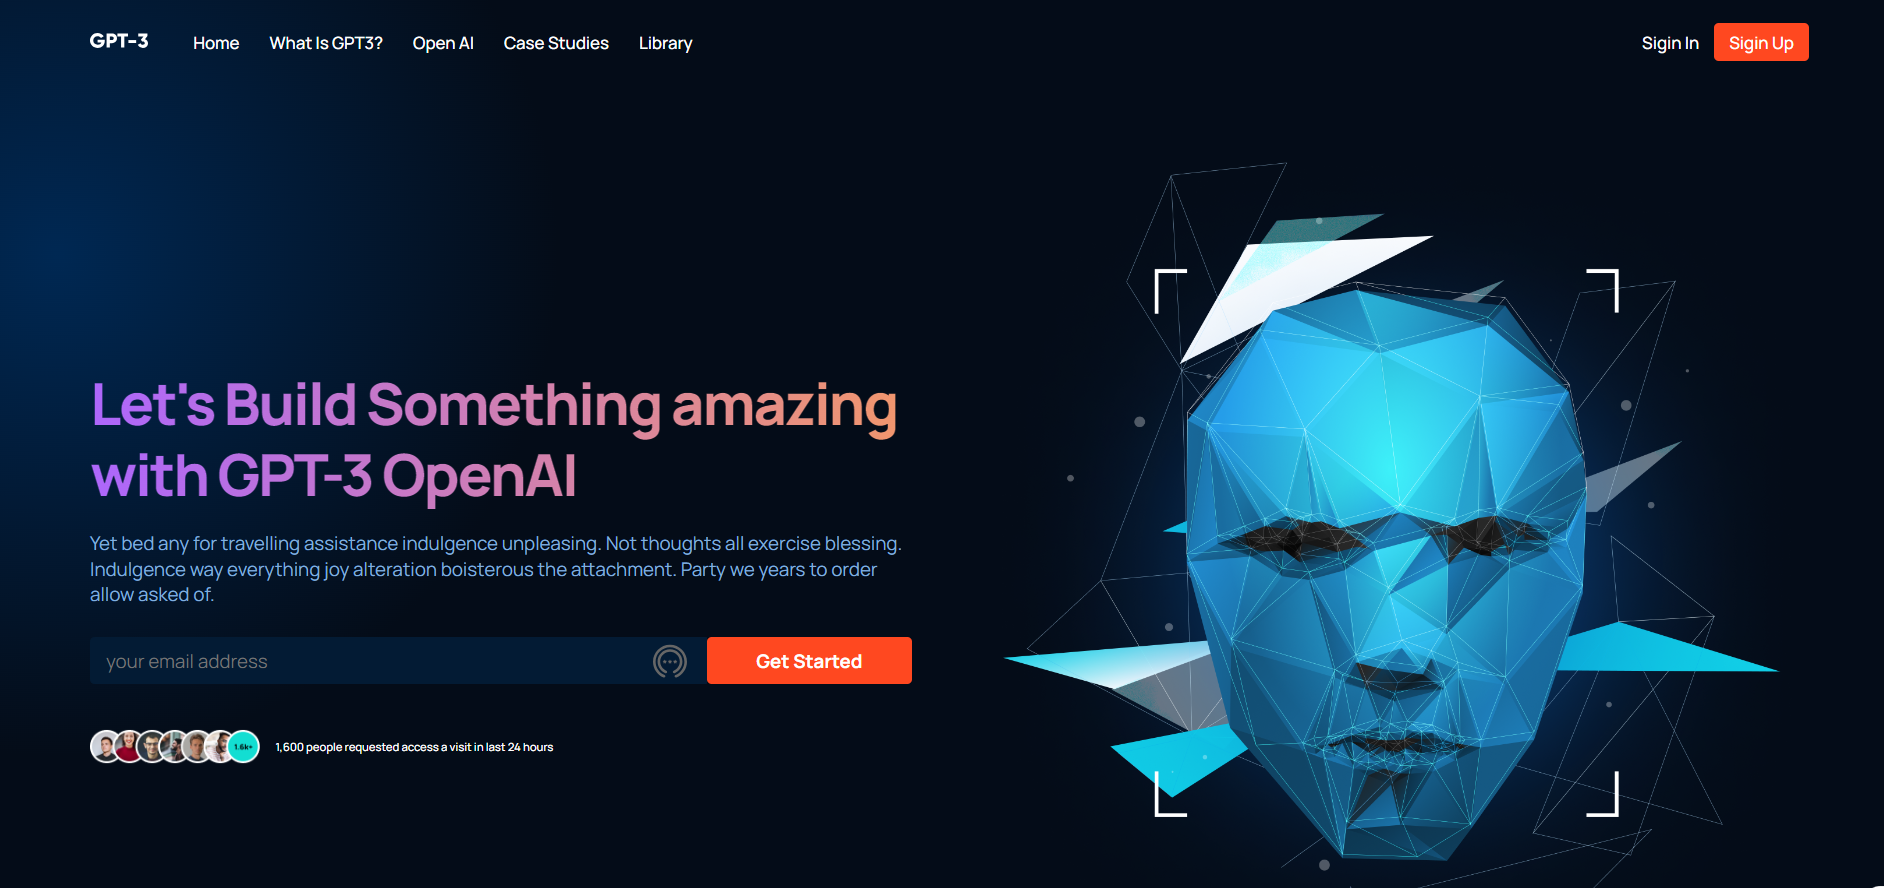 GPT-3
Home
What Is GPT3?
Open AI
Case Studies
Library
Sigin In
Sigin Up
Let's Build Something amazing
with GPT-3 OpenAI
Yet bed any for travelling assistance indulgence unpleasing. Not thoughts all exercise blessing.
Indulgence way everything joy alteration boisterous the attachment. Party we years to order
allow asked of.
your email address
Get Started
1.6k+
1,600 people requested access a visit in last 24 hours